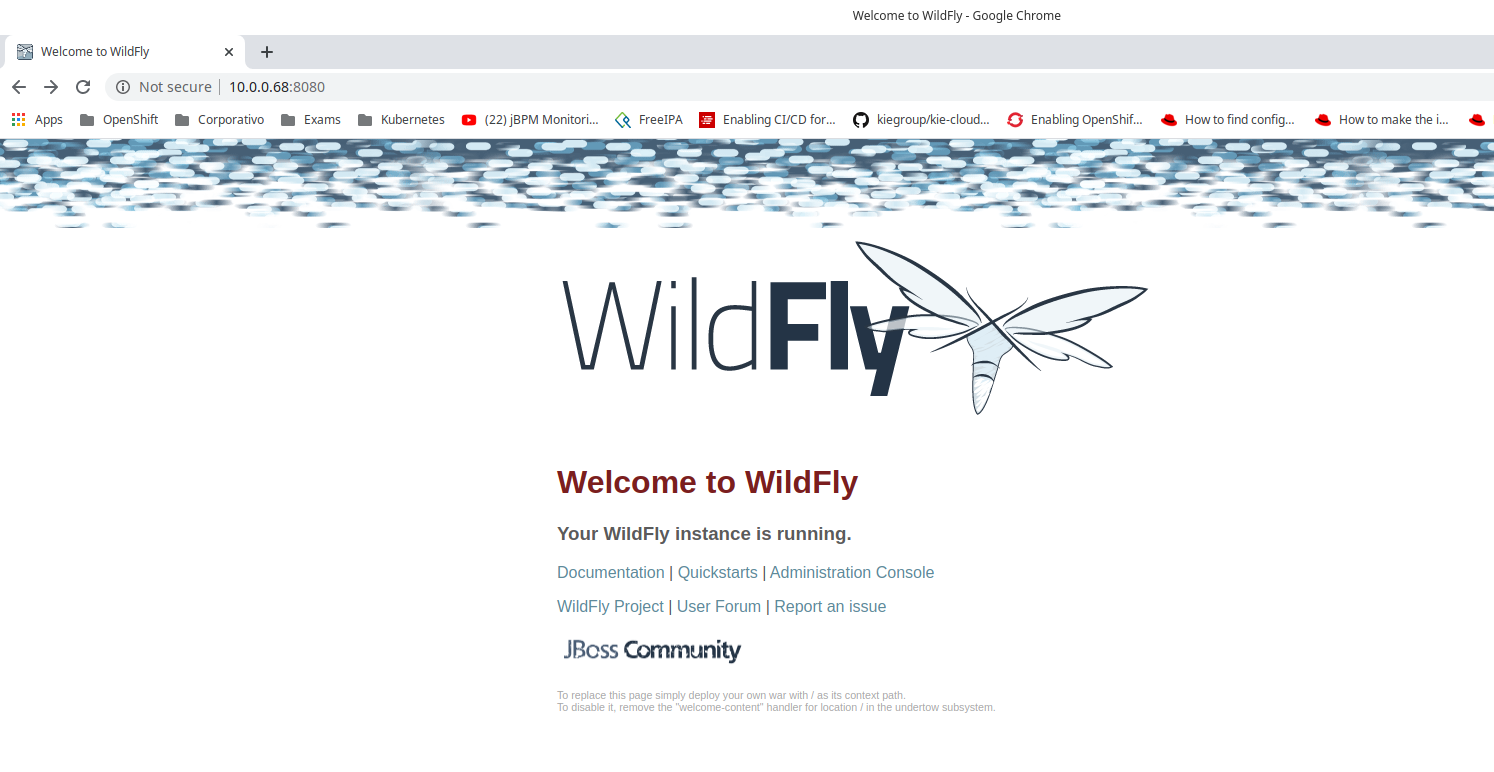 Welcome to WildFly - Google Chrome
Welcome to WildFly
Not secure 10.0.0.68:8080
Apps OpenShift Corporativo Exams Kubernetes (22) jBPM Monitori... FreeIPA Enabling CI/CD for... kiegroup/kie-cloud... Enabling OpenShif... How to find config... How to make the i...
WildFly
Welcome to WildFly
Your WildFly instance is running.
Documentation | Quickstarts | Administration Console
WildFly Project | User Forum | Report an issue
JBoss Community
To replace this page simply deploy your own war with / as its context path.
To disable it, remove the "welcome-content" handler for location / in the undertow subsystem.